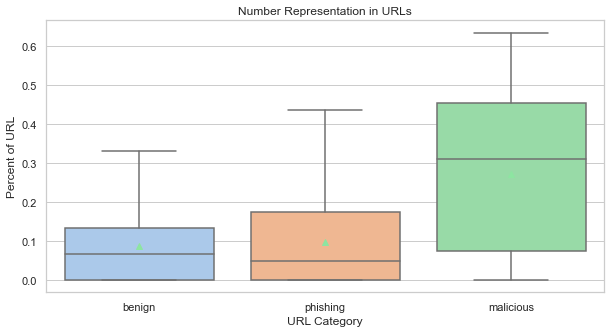 Number Representation in URLs
Percent of URL
0.6
0.5
0.4
0.3
0.2
0.1
0.0
benign phishing malicious
URL Category